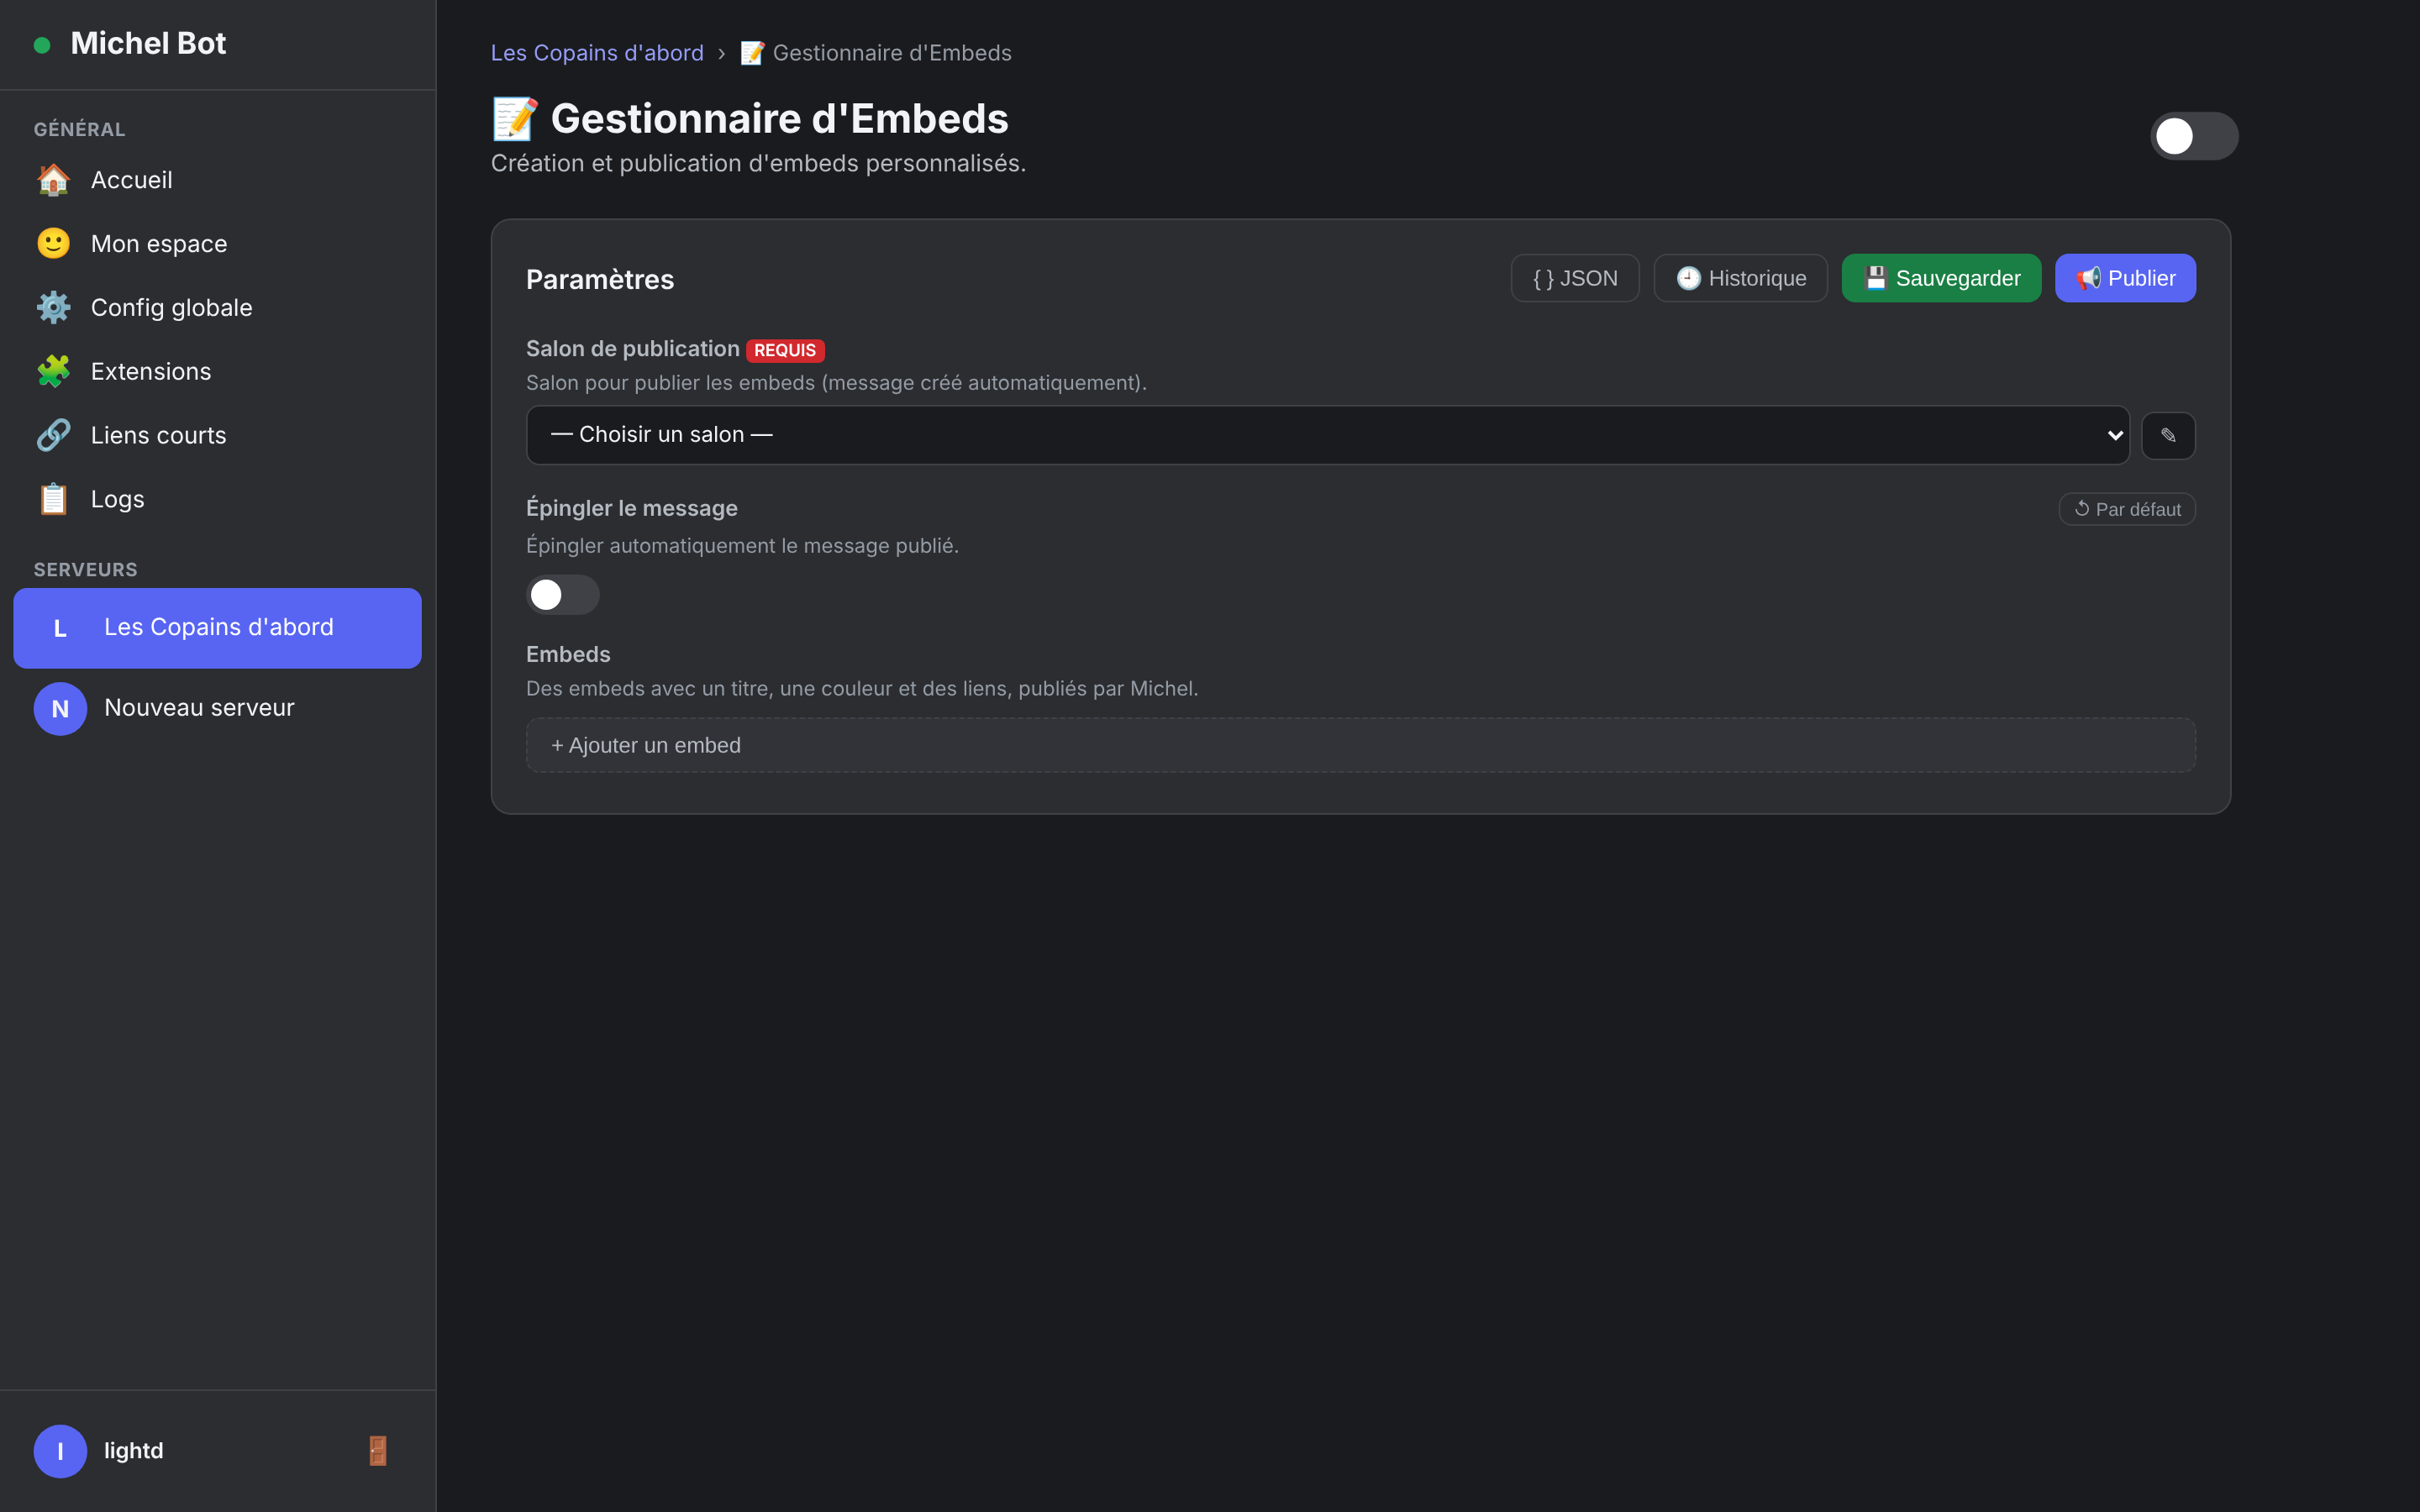 Michel Bot
GÉNÉRAL
🏠 Accueil
🙂 Mon espace
⚙️ Config globale
🧩 Extensions
🔗 Liens courts
📋 Logs
SERVEURS
L Les Copains d'abord
N Nouveau serveur
l lightd
Les Copains d'abord › 📝 Gestionnaire d'Embeds
📝 Gestionnaire d'Embeds
Création et publication d'embeds personnalisés.
Paramètres
{ } JSON
🕘 Historique
💾 Sauvegarder
📢 Publier
Salon de publication REQUIS
Salon pour publier les embeds (message créé automatiquement).
— Choisir un salon —
Épingler le message
↺ Par défaut
Épingler automatiquement le message publié.
Embeds
Des embeds avec un titre, une couleur et des liens, publiés par Michel.
+ Ajouter un embed